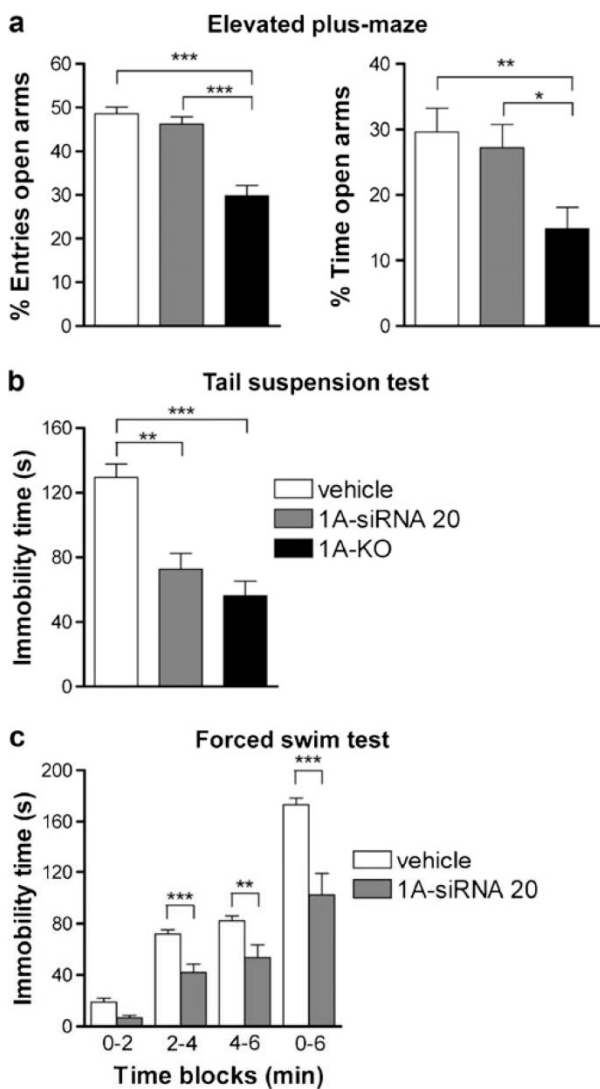 a Elevated plus-maze
% Entries open arms
60
50
40
30
20
10
0
***
***
% Time open arms
40
30
20
10
0
**
*
b Tail suspension test
Immobility time (s)
160
120
80
40
0
***
**
vehicle
1A-siRNA 20
1A-KO
c Forced swim test
Immobility time (s)
200
160
120
80
40
0
***
**
***
vehicle
1A-siRNA 20
0-2 2-4 4-6 0-6
Time blocks (min)